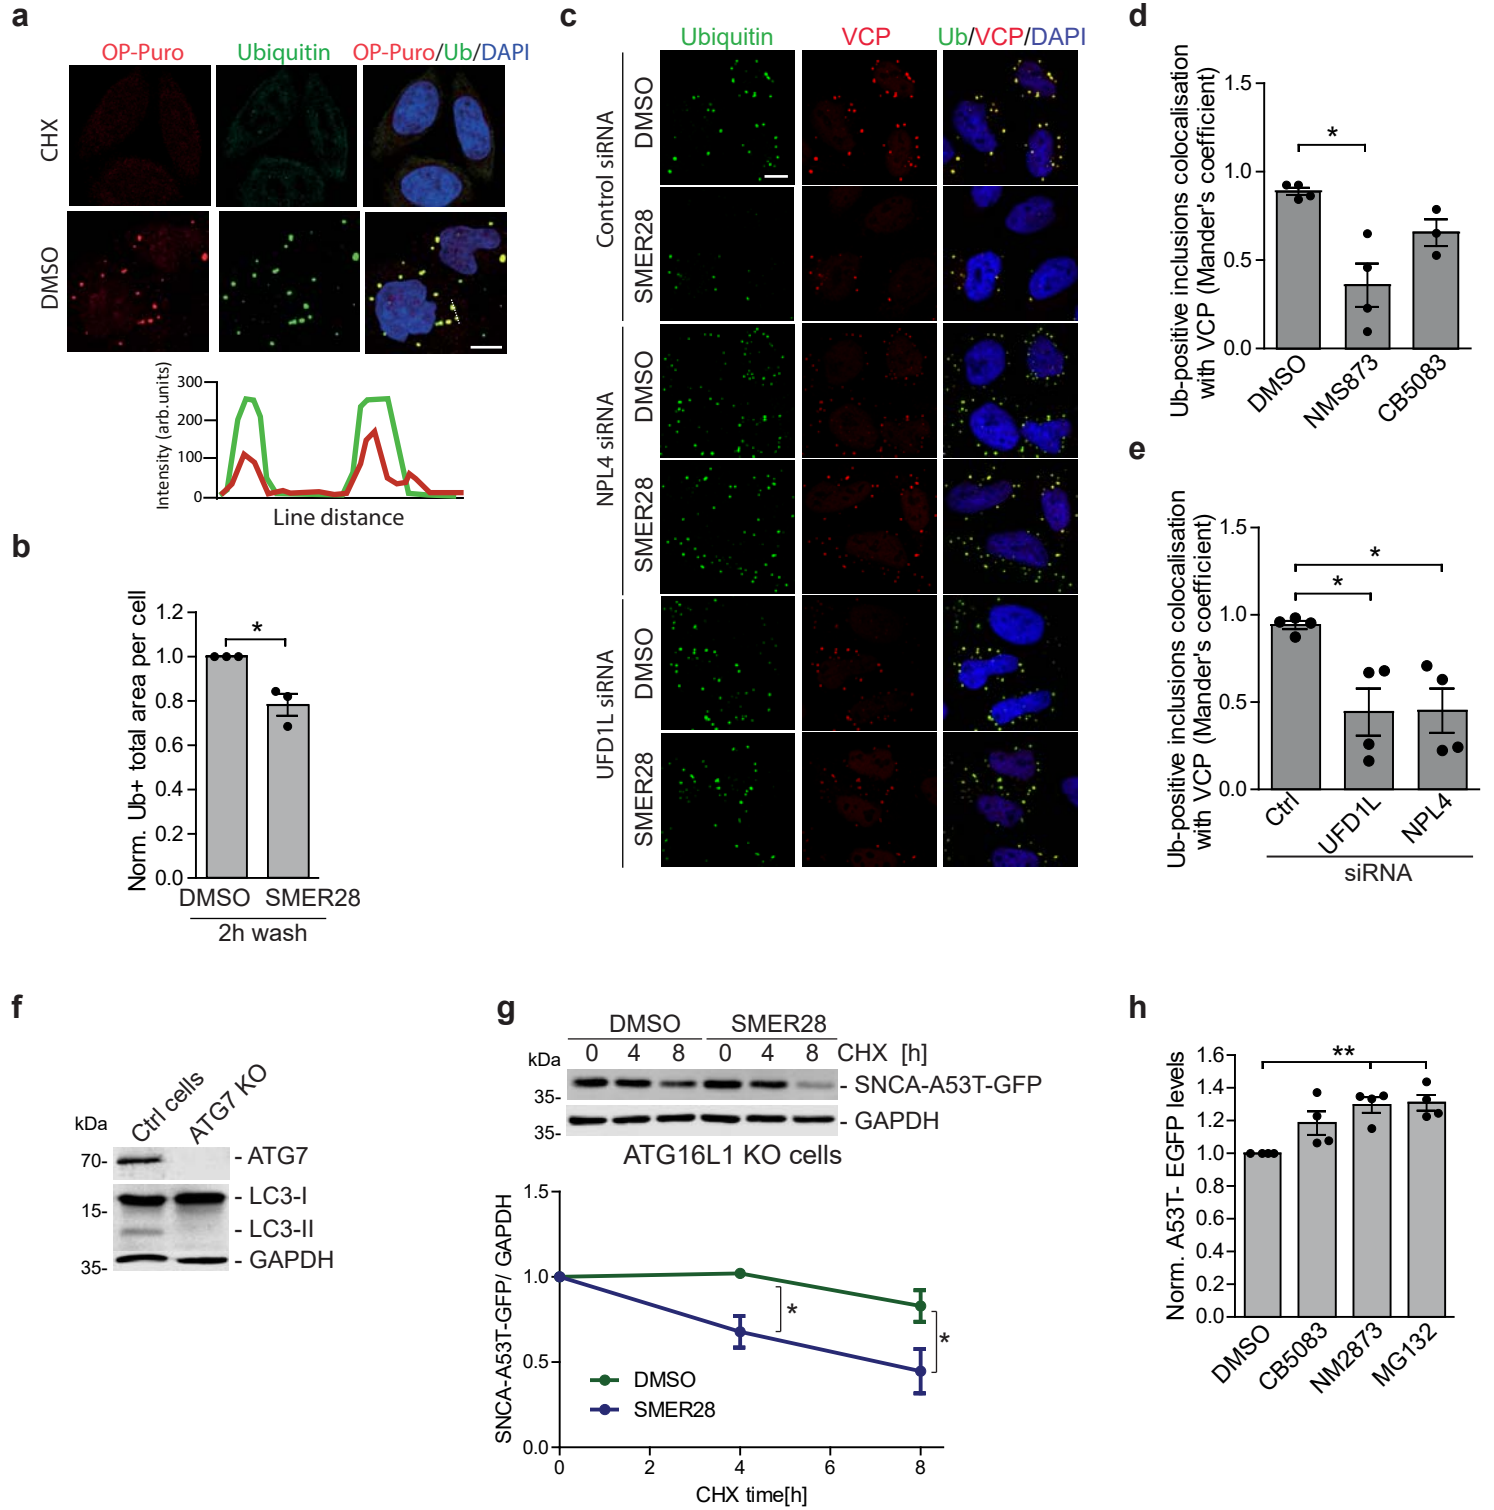 a
OP-Puro Ubiquitin OP-Puro/Ub/DAPI
CHX
DMSO
Intensity (arb.units)
300
200
100
0
Line distance
b
Norm. Ub+ total area per cell
1.2
1.0
0.8
0.6
0.4
0.2
0.0
*
DMSO SMER28
2h wash
c
Ubiquitin VCP Ub/VCP/DAPI
Control siRNA
DMSO
SMER28
NPL4 siRNA
DMSO
SMER28
UFD1L siRNA
DMSO
SMER28
d
Ub-positive inclusions colocalisation
with VCP (Mander's coefficient)
1.5
1.0
0.5
0.0
*
DMSO
NMS873
CB5083
e
Ub-positive inclusions colocalisation
with VCP (Mander's coefficient)
1.5
1.0
0.5
0.0
*
*
Ctrl
UFD1L
NPL4
siRNA
f
kDa
Ctrl cells
ATG7 KO
70- - ATG7
- LC3-I
15-
- LC3-II
35- - GAPDH
g
DMSO SMER28
kDa 0 4 8 0 4 8 CHX [h]
- SNCA-A53T-GFP
35-
- GAPDH
35-
ATG16L1 KO cells
SNCA-A53T-GFP/ GAPDH
1.5
1.0
0.5
0.0
*
*
DMSO
SMER28
0 2 4 6 8
CHX time[h]
h
Norm. A53T- EGFP levels
1.6
1.4
1.2
1.0
0.8
0.6
0.4
0.2
0.0
**
DMSO
CB5083
NM2873
MG132